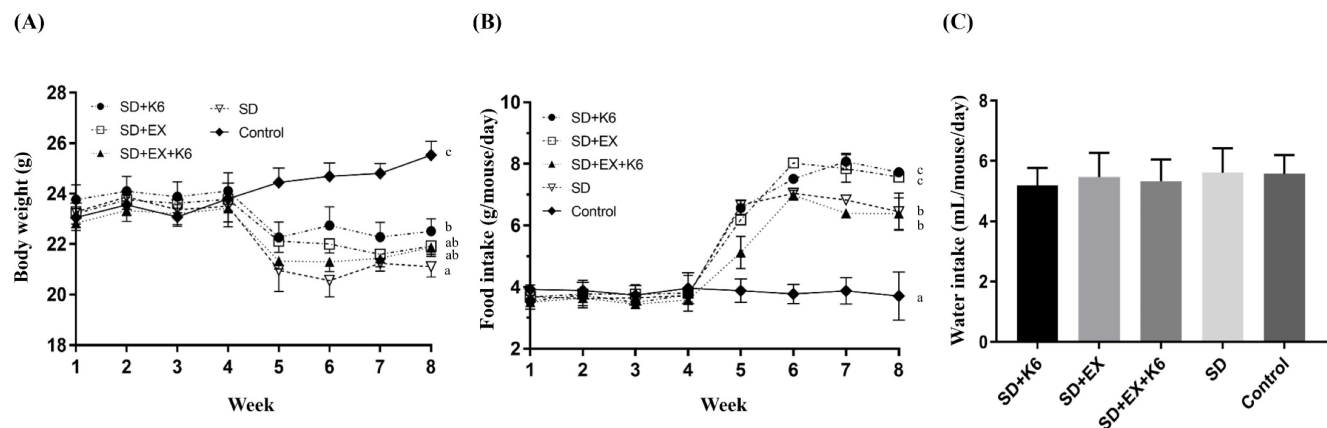 (A)
Body weight (g)
28
26
24
22
20
18
SD+K6
SD+EX
SD+EX+K6
SD
Control
c
b
ab
ab
a
1 2 3 4 5 6 7 8
Week
(B)
Food intake (g/mouse/day)
10
8
6
4
2
SD+K6
SD+EX
SD+EX+K6
SD
Control
c
c
b
b
a
1 2 3 4 5 6 7 8
Week
(C)
Water intake (mL/mouse/day)
8
6
4
2
0
SD+K6
SD+EX
SD+EX+K6
SD
Control